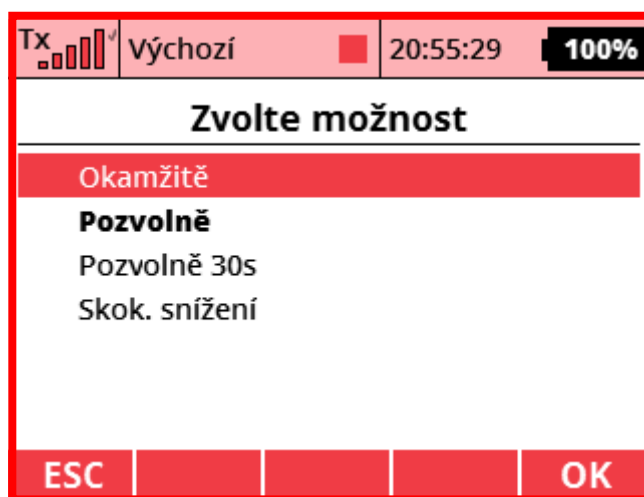 Tx Výchozí 20:55:29 100%
Zvolte možnost
Okamžitě
Pozvolně
Pozvolně 30s
Skok. snížení
ESC OK